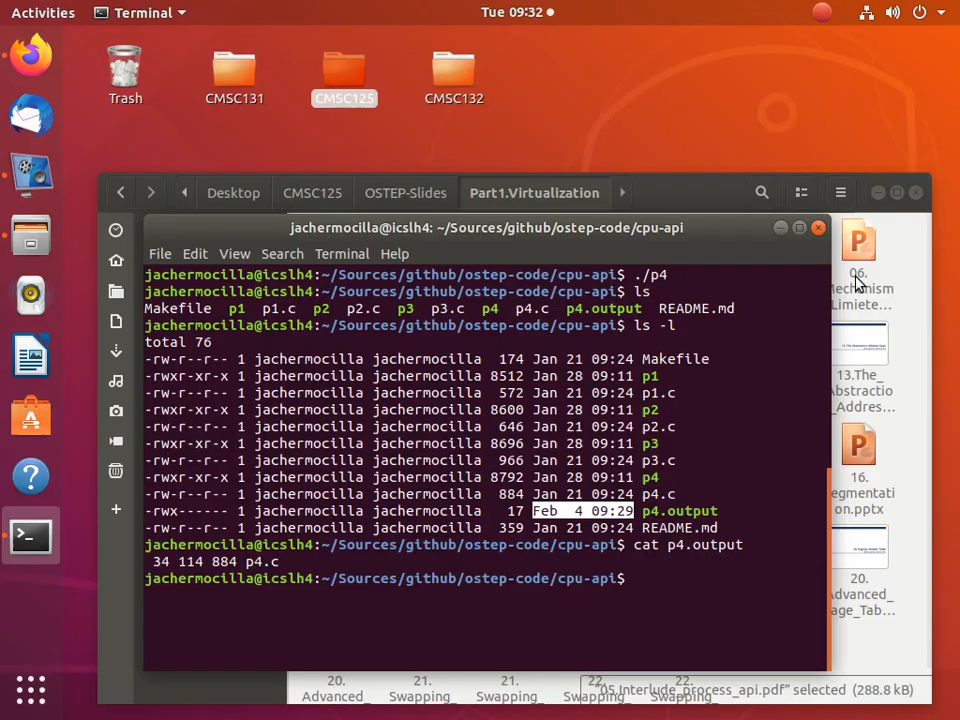 Activities
Terminal
Tue 09:32
Trash
CMSC131
CMSC125
CMSC132
Desktop
CMSC125
OSTEP-Slides
Part1.Virtualization
jachermocilla@icslh4: ~/Sources/github/ostep-code/cpu-api
File Edit View Search Terminal Help
jachermocilla@icslh4:~/Sources/github/ostep-code/cpu-api$ ./p4
jachermocilla@icslh4:~/Sources/github/ostep-code/cpu-api$ ls
Makefile p1 p1.c p2 p2.c p3 p3.c p4 p4.c p4.output README.md
jachermocilla@icslh4:~/Sources/github/ostep-code/cpu-api$ ls -l
total 76
-rw-r--r-- 1 jachermocilla jachermocilla 174 Jan 21 09:24 Makefile
-rwxr-xr-x 1 jachermocilla jachermocilla 8512 Jan 28 09:11 p1
-rw-r--r-- 1 jachermocilla jachermocilla 572 Jan 21 09:24 p1.c
-rwxr-xr-x 1 jachermocilla jachermocilla 8600 Jan 28 09:11 p2
-rw-r--r-- 1 jachermocilla jachermocilla 646 Jan 21 09:24 p2.c
-rwxr-xr-x 1 jachermocilla jachermocilla 8696 Jan 28 09:11 p3
-rw-r--r-- 1 jachermocilla jachermocilla 966 Jan 21 09:24 p3.c
-rwxr-xr-x 1 jachermocilla jachermocilla 8792 Jan 28 09:11 p4
-rw-r--r-- 1 jachermocilla jachermocilla 884 Jan 21 09:24 p4.c
-rwx------ 1 jachermocilla jachermocilla 17 Feb 4 09:29 p4.output
-rw-r--r-- 1 jachermocilla jachermocilla 359 Jan 21 09:24 README.md
jachermocilla@icslh4:~/Sources/github/ostep-code/cpu-api$ cat p4.output
34 114 884 p4.c
jachermocilla@icslh4:~/Sources/github/ostep-code/cpu-api$
06.
Mechanism
Limiete...
13.The_
Abstractio
Addres...
16.
egmentati
on.pptx
20.
Advanced_
age_Tab...
20.
Advanced_
21.
Swapping_
21.
Swapping_
22.
Swapping_
22.
Swapping_
"05.Interlude_process_api.pdf" selected (288.8 kB)